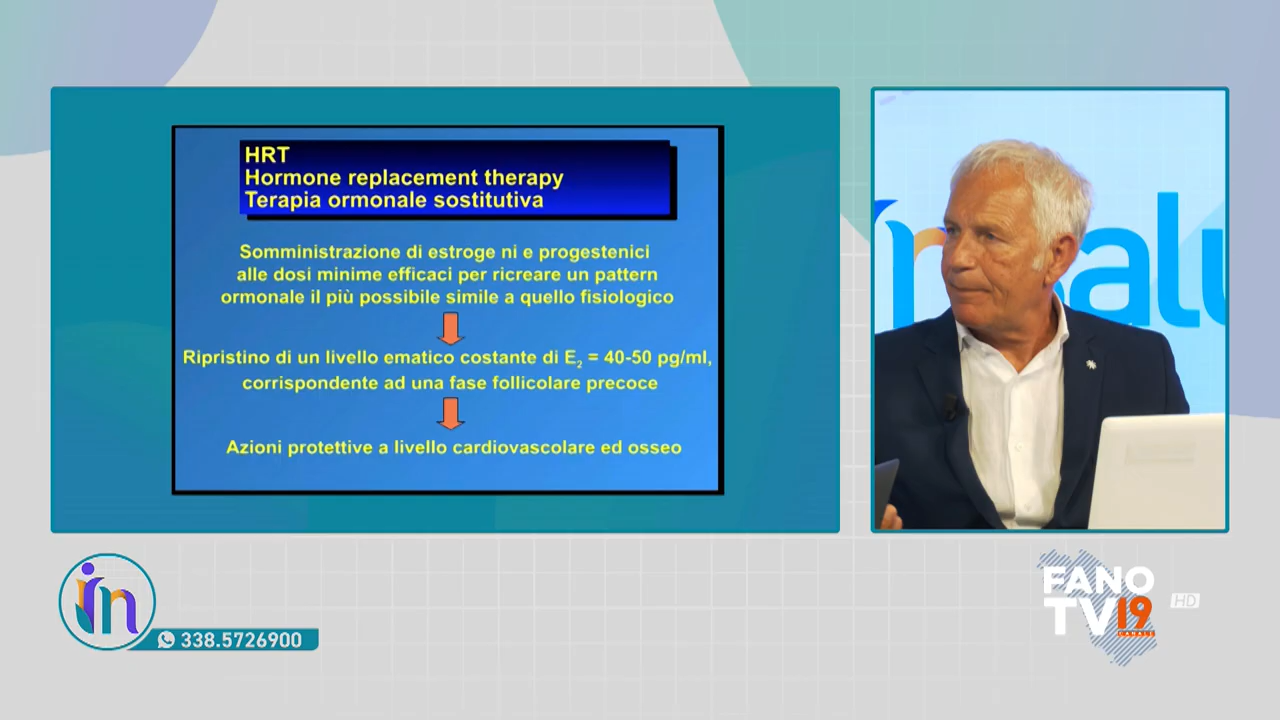 HRT
Hormone replacement therapy
Terapia ormonale sostitutiva
Somministrazione di estroge ni e progestenici
alle dosi minime efficaci per ricreare un pattern
ormonale il più possibile simile a quello fisiologico
Ripristino di un livello ematico costante di E₂ = 40-50 pg/ml,
corrispondente ad una fase follicolare precoce
Azioni protettive a livello cardiovascolare ed osseo
in
338.5726900
FANO
TV19
CANALE
HD